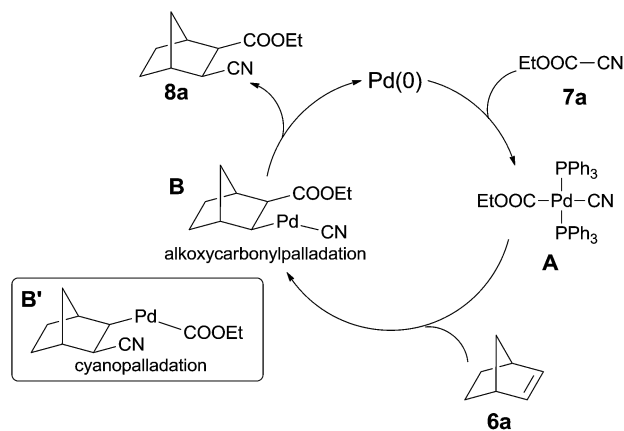 COOEt
CN
8a
Pd(0)
EtOOC—CN
7a
B
COOEt
Pd
CN
alkoxycarbonylpalladation
PPh3
EtOOC—Pd—CN
PPh3
A
B'
Pd
COOEt
CN
cyanopalladation
6a